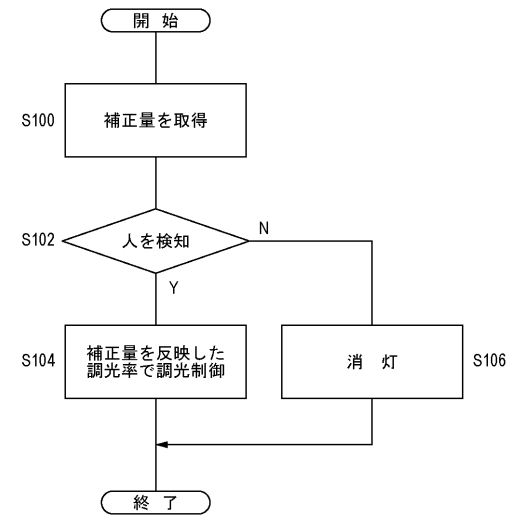 開 始
S100
補正量を取得
S102
人を検知
N
Y
S104
補正量を反映した
調光率で調光制御
消 灯
S106
終 了